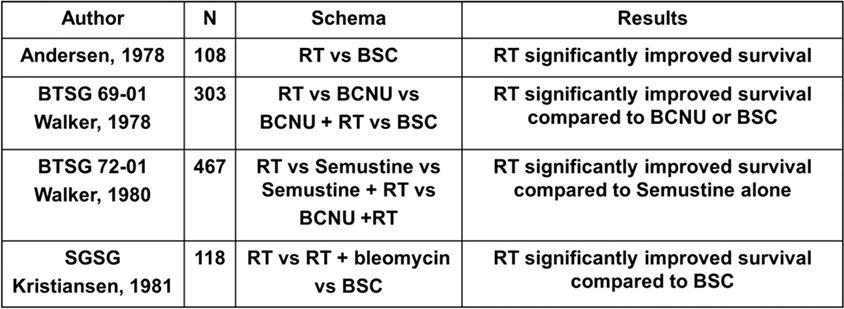 Author N Schema Results
Andersen, 1978 108 RT vs BSC RT significantly improved survival
BTSG 69-01 303 RT vs BCNU vs RT significantly improved survival
Walker, 1978 BCNU + RT vs BSC compared to BCNU or BSC
BTSG 72-01 467 RT vs Semustine vs RT significantly improved survival
Walker, 1980 Semustine + RT vs compared to Semustine alone
BCNU +RT
SGSG 118 RT vs RT + bleomycin RT significantly improved survival
Kristiansen, 1981 vs BSC compared to BSC